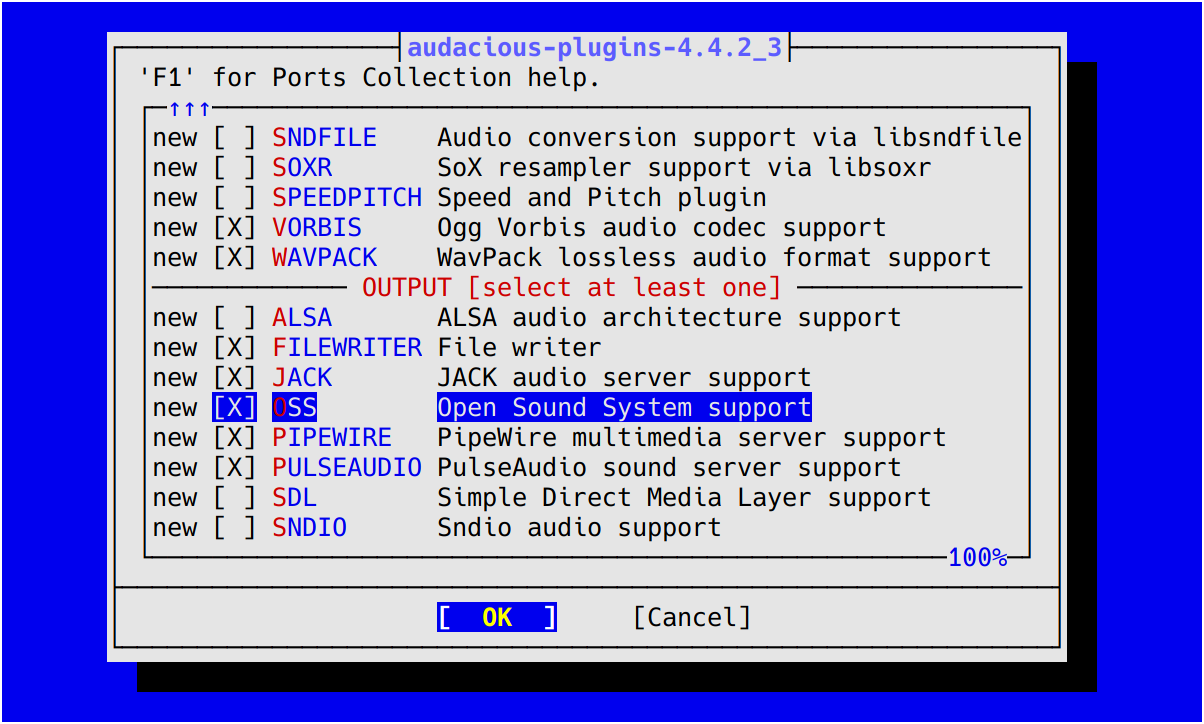 audacious-plugins-4.4.2_3
'F1' for Ports Collection help.
↑↑↑
new [ ] SNDFILE Audio conversion support via libsndfile
new [ ] SOXR SoX resampler support via libsoxr
new [ ] SPEEDPITCH Speed and Pitch plugin
new [X] VORBIS Ogg Vorbis audio codec support
new [X] WAVPACK WavPack lossless audio format support
OUTPUT [select at least one]
new [ ] ALSA ALSA audio architecture support
new [X] FILEWRITER File writer
new [X] JACK JACK audio server support
new [X] OSS Open Sound System support
new [X] PIPEWIRE PipeWire multimedia server support
new [X] PULSEAUDIO PulseAudio sound server support
new [ ] SDL Simple Direct Media Layer support
new [ ] SNDIO Sndio audio support
100%
[ OK ] [Cancel]